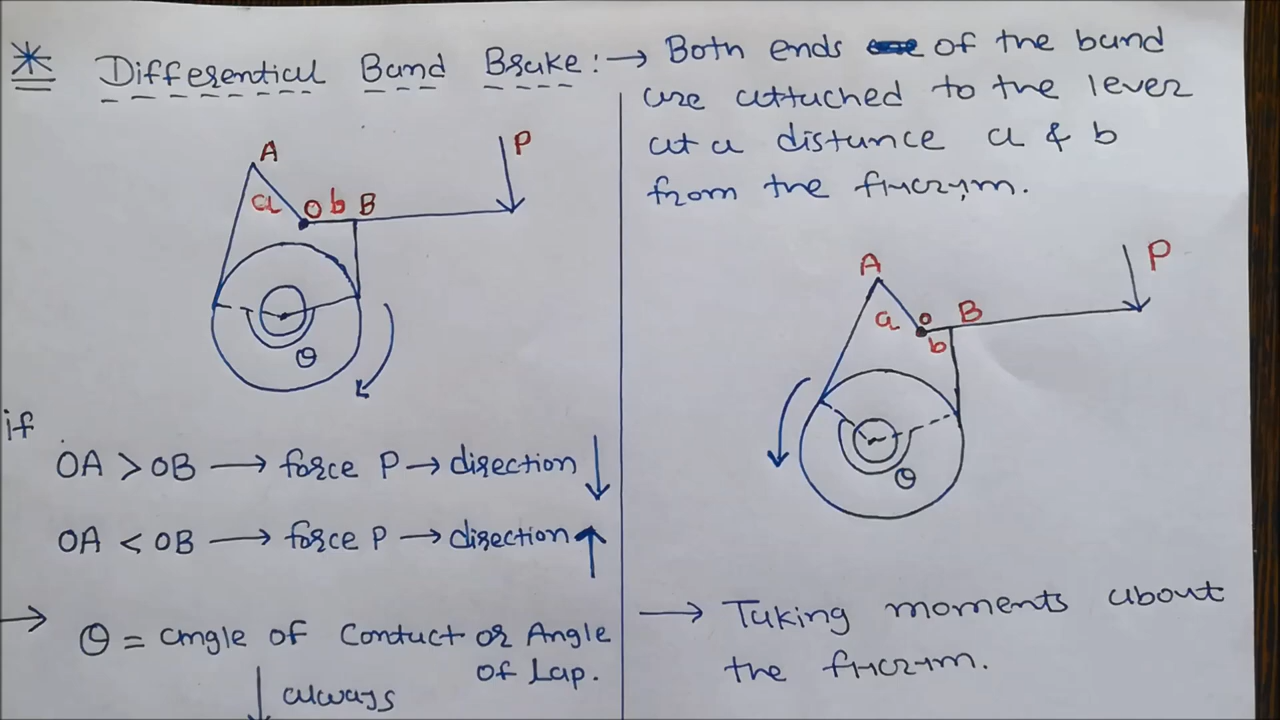 * Differential Band Brake :→ Both ends of the band
are attached to the lever
at a distance a & b
from the fulcrum.
A
a
O b B
P
θ
if
OA > OB → force P → direction ↓
OA < OB → force P → direction ↑
→ θ = angle of Contact or Angle
of Lap.
↓ always
A
a
o
B
b
P
θ
→ Taking moments about
the fulcrum.